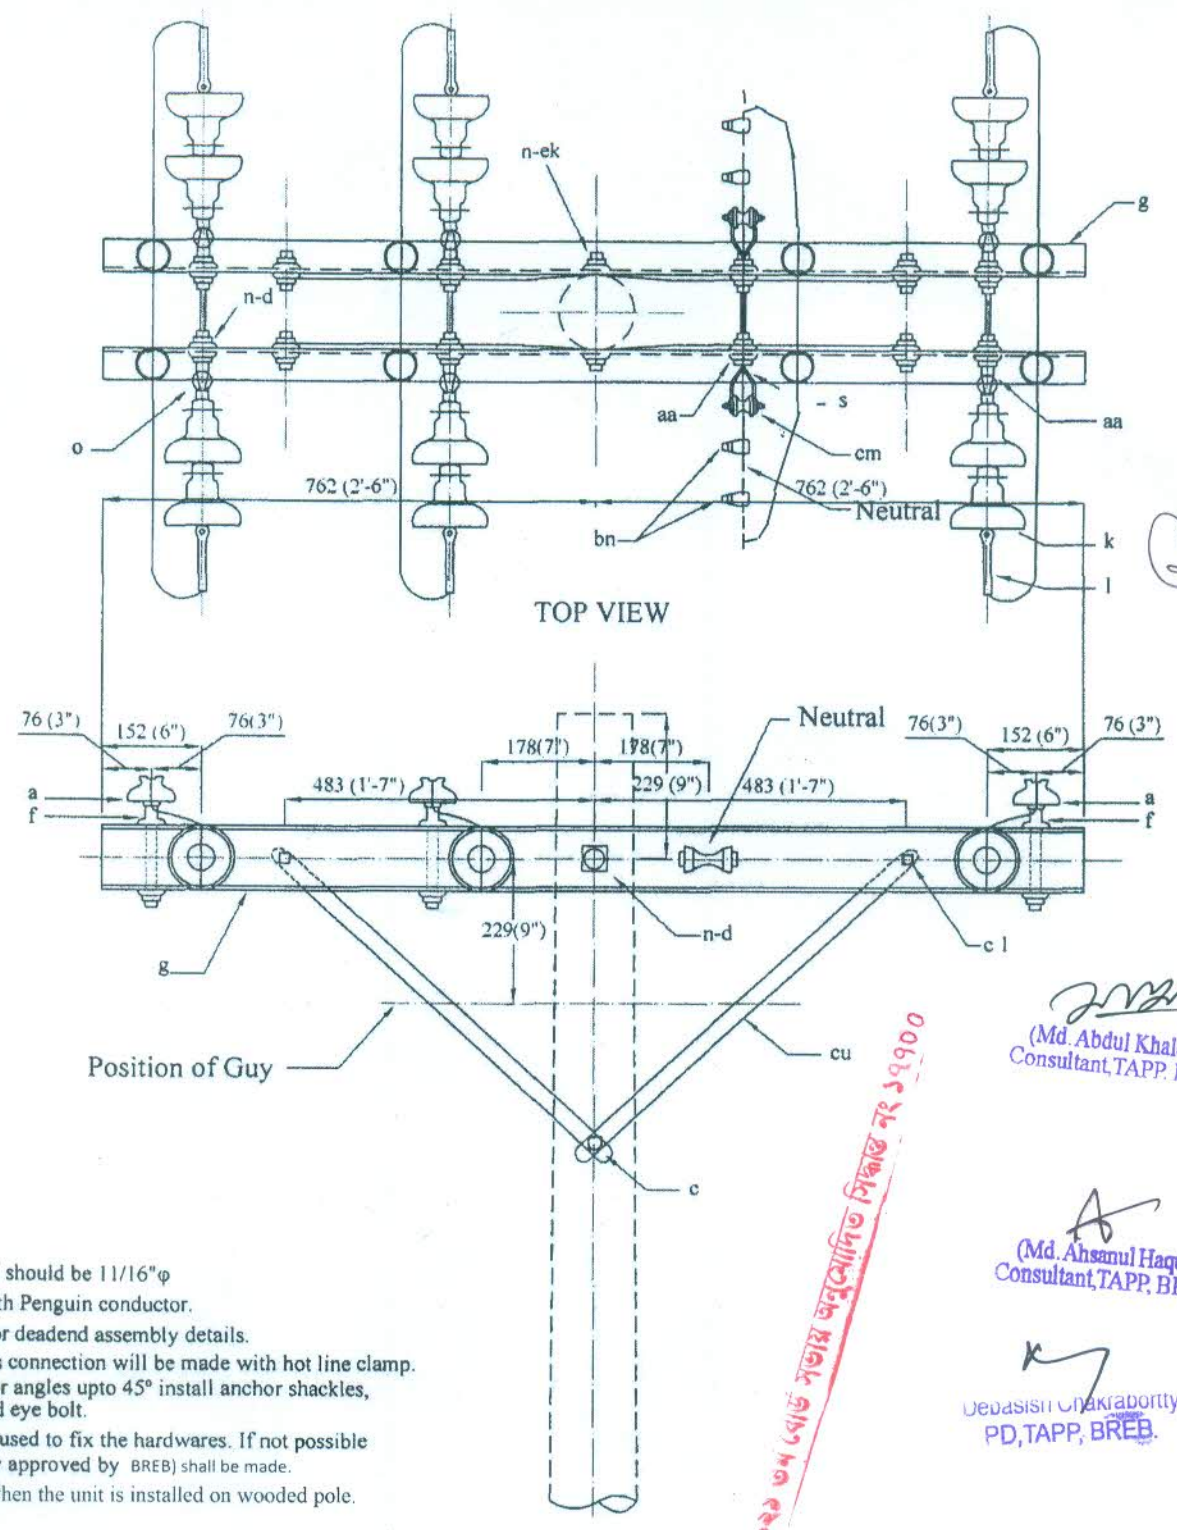 n-ek
g
n-d
aa
s
o
cm
aa
762 (2'-6")
762 (2'-6")
Neutral
bn
k
l
TOP VIEW
76 (3")
152 (6")
76(3")
178(7")
178(7")
Neutral
76(3")
152 (6")
76 (3")
483 (1'-7")
229 (9")
483 (1'-7")
a
f
a
f
229(9")
n-d
c l
g
Position of Guy
cu
c
(Md. Abdul Khal
Consultant, TAPP.
(Md. Ahsanul Haq
Consultant, TAPP, B
Debasish Chakrabortty
PD, TAPP, BREB.
should be 11/16"φ
th Penguin conductor.
or deadend assembly details.
s connection will be made with hot line clamp.
r angles upto 45° install anchor shackles,
d eye bolt.
used to fix the hardwares. If not possible
approved by BREB) shall be made.
hen the unit is installed on wooded pole.
বোর্ড সভায় অনুমোদিত সিদ্ধান্ত নং ১৭৭০০